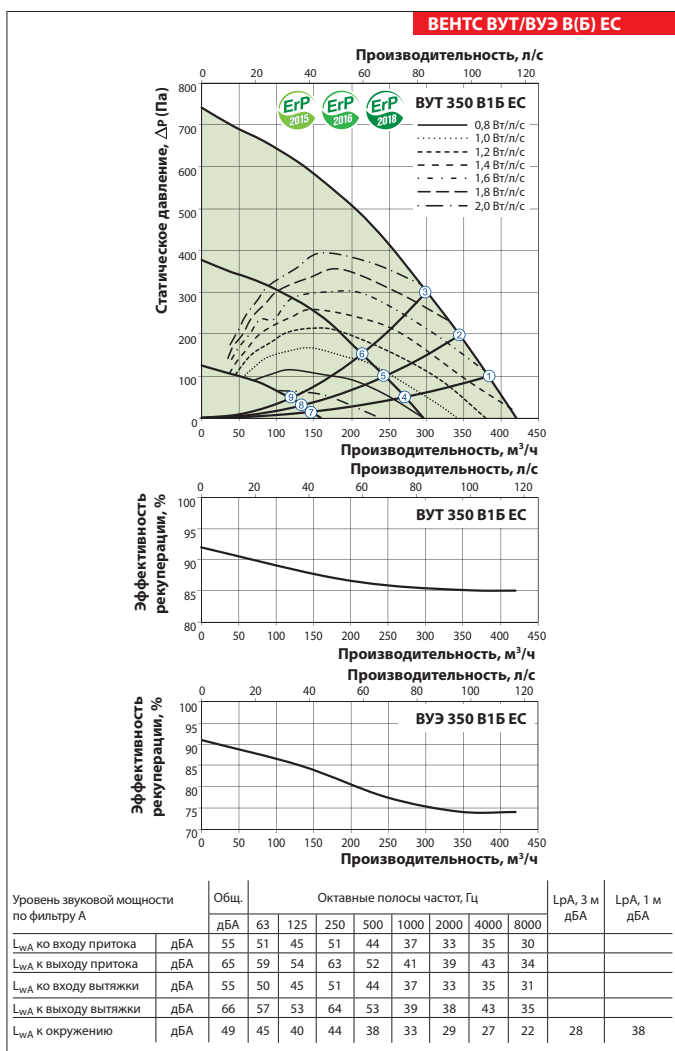 ВЕНТС ВУТ/ВУЭ В(Б) ЕС
Производительность, л/с
0 20 40 60 80 100 120
Статическое давление, △P (Па)
800
700
600
500
400
300
200
100
0
ErP 2015
ErP 2016
ErP 2018
ВУТ 350 В1Б ЕС
0,8 Вт/л/с
1,0 Вт/л/с
1,2 Вт/л/с
1,4 Вт/л/с
1,6 Вт/л/с
1,8 Вт/л/с
2,0 Вт/л/с
3
2
6
5
1
9
8
7
4
0 50 100 150 200 250 300 350 400 450
Производительность, м³/ч
Производительность, л/с
0 20 40 60 80 100 120
Эффективность
рекуперации, %
100
95
90
85
80
ВУТ 350 В1Б ЕС
0 50 100 150 200 250 300 350 400 450
Производительность, м³/ч
Производительность, л/с
0 20 40 60 80 100 120
Эффективность
рекуперации, %
100
95
90
85
80
75
70
ВУЭ 350 В1Б ЕС
0 50 100 150 200 250 300 350 400 450
Производительность, м³/ч
Уровень звуковой мощности
по фильтру А
Общ. Октавные полосы частот, Гц LpA, 3 м дБА LpA, 1 м дБА
дБА 63 125 250 500 1000 2000 4000 8000
LwA ко входу притока дБА 55 51 45 51 44 37 33 35 30
LwA к выходу притока дБА 65 59 54 63 52 41 39 43 34
LwA ко входу вытяжки дБА 55 50 45 51 44 37 33 35 31
LwA к выходу вытяжки дБА 66 57 53 64 53 39 38 43 35
LwA к окружению дБА 49 45 40 44 38 33 29 27 22 28 38